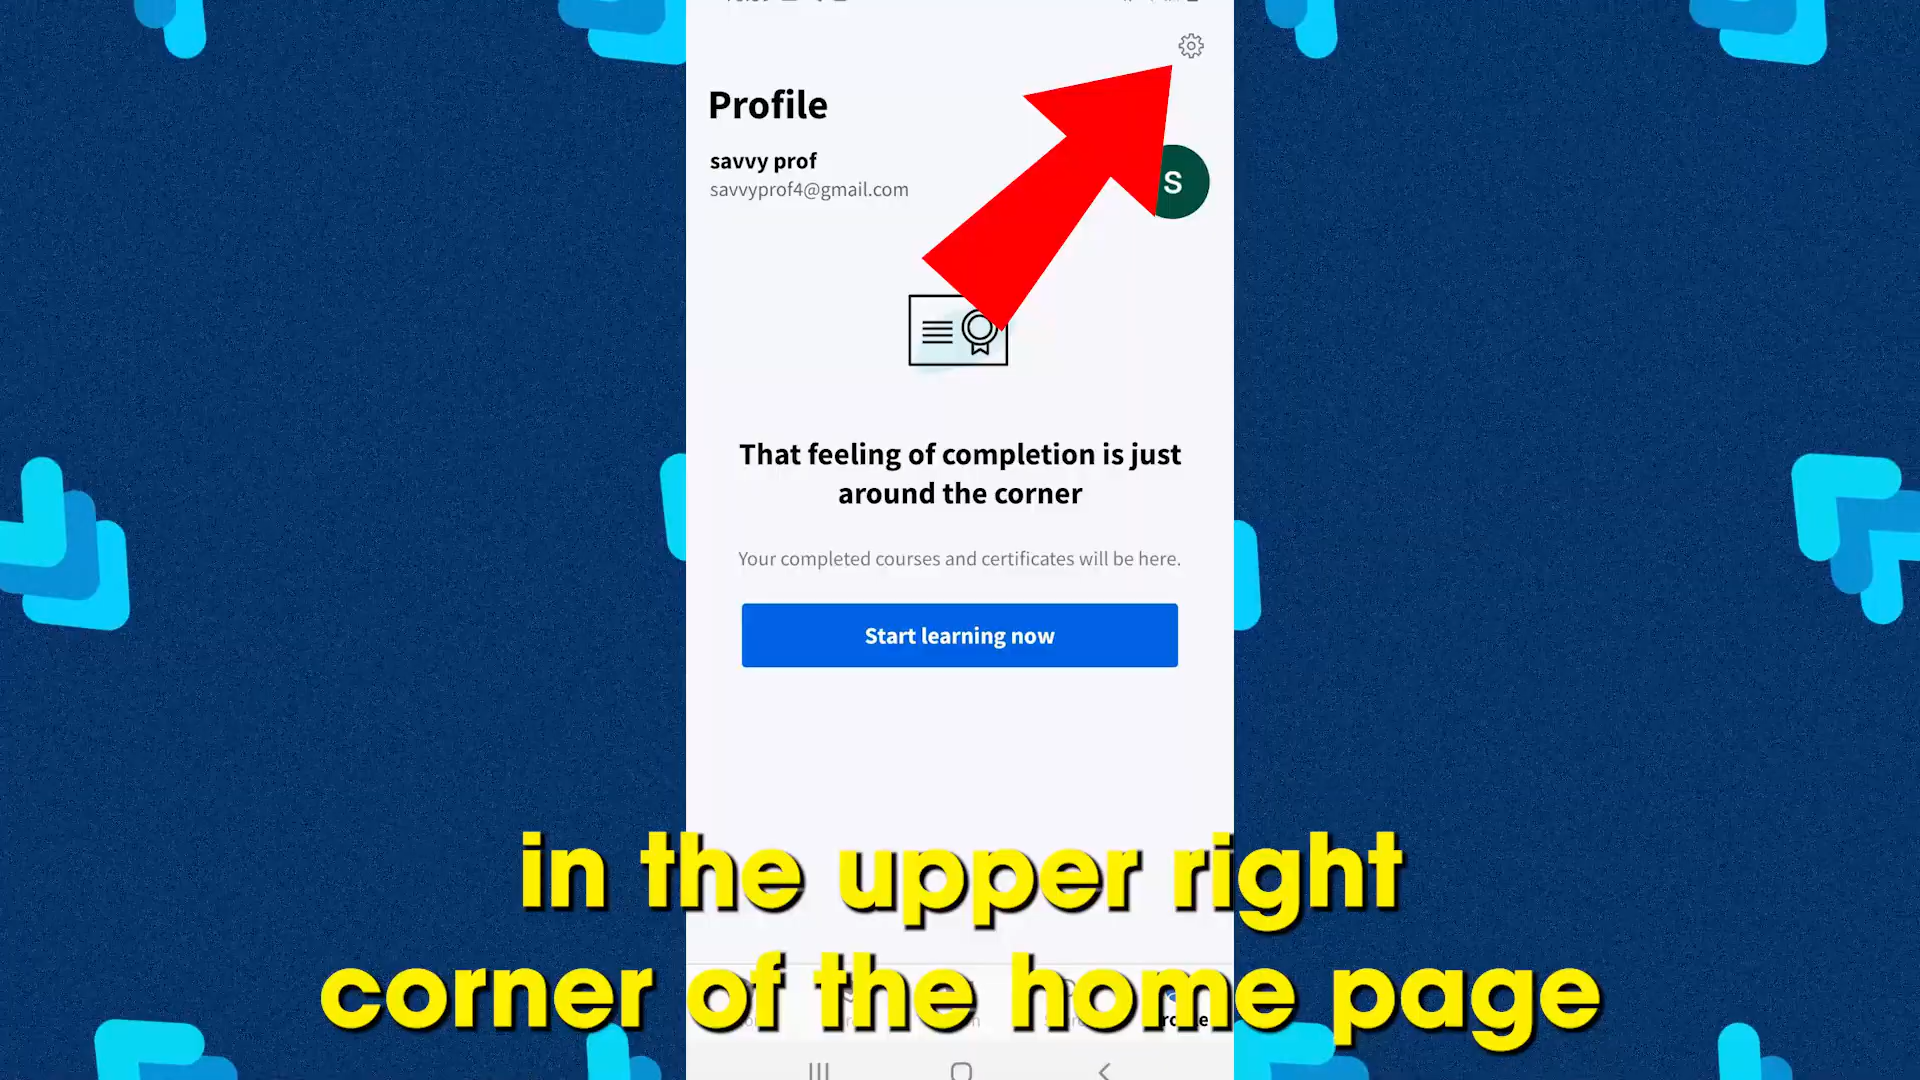 Profile
savvy prof
savvyprof4@gmail.com
S
That feeling of completion is just
around the corner
Your completed courses and certificates will be here.
Start learning now
in the upper right
corner of the home page